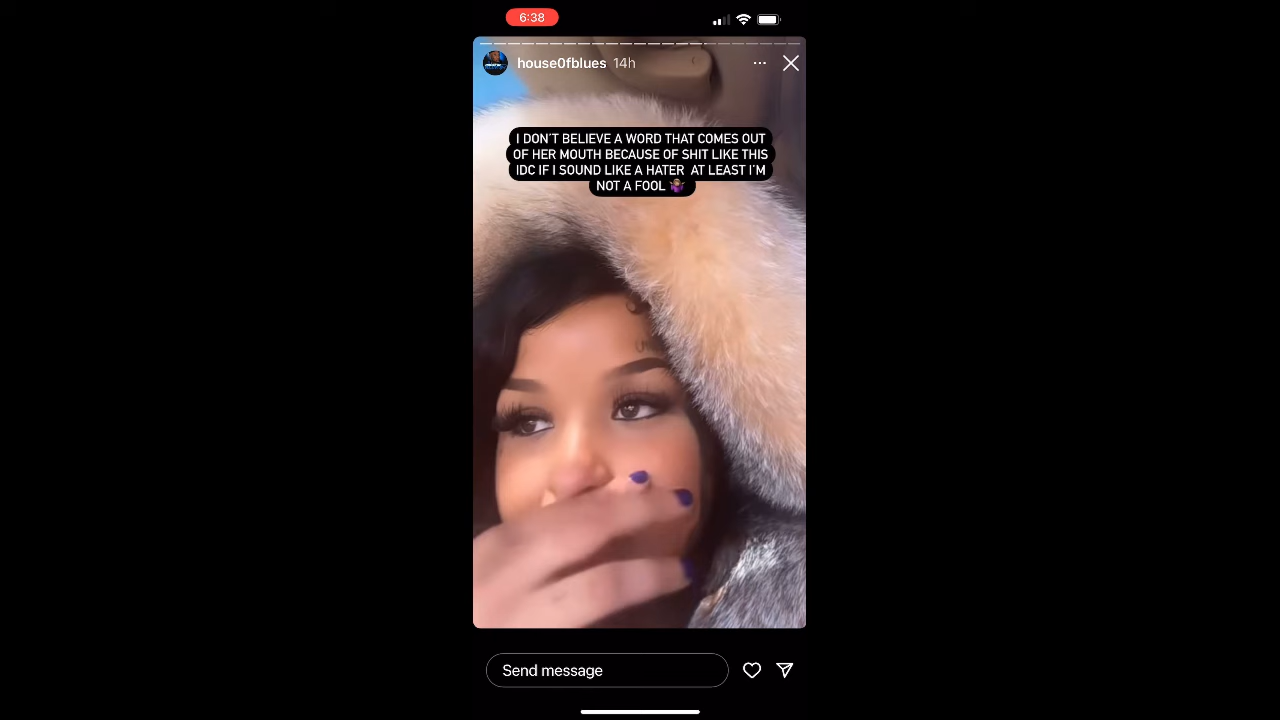 6:38
house0fblues 14h
I DON'T BELIEVE A WORD THAT COMES OUT
OF HER MOUTH BECAUSE OF SHIT LIKE THIS
IDC IF I SOUND LIKE A HATER AT LEAST I'M
NOT A FOOL 🤷🏽‍♀️
Send message